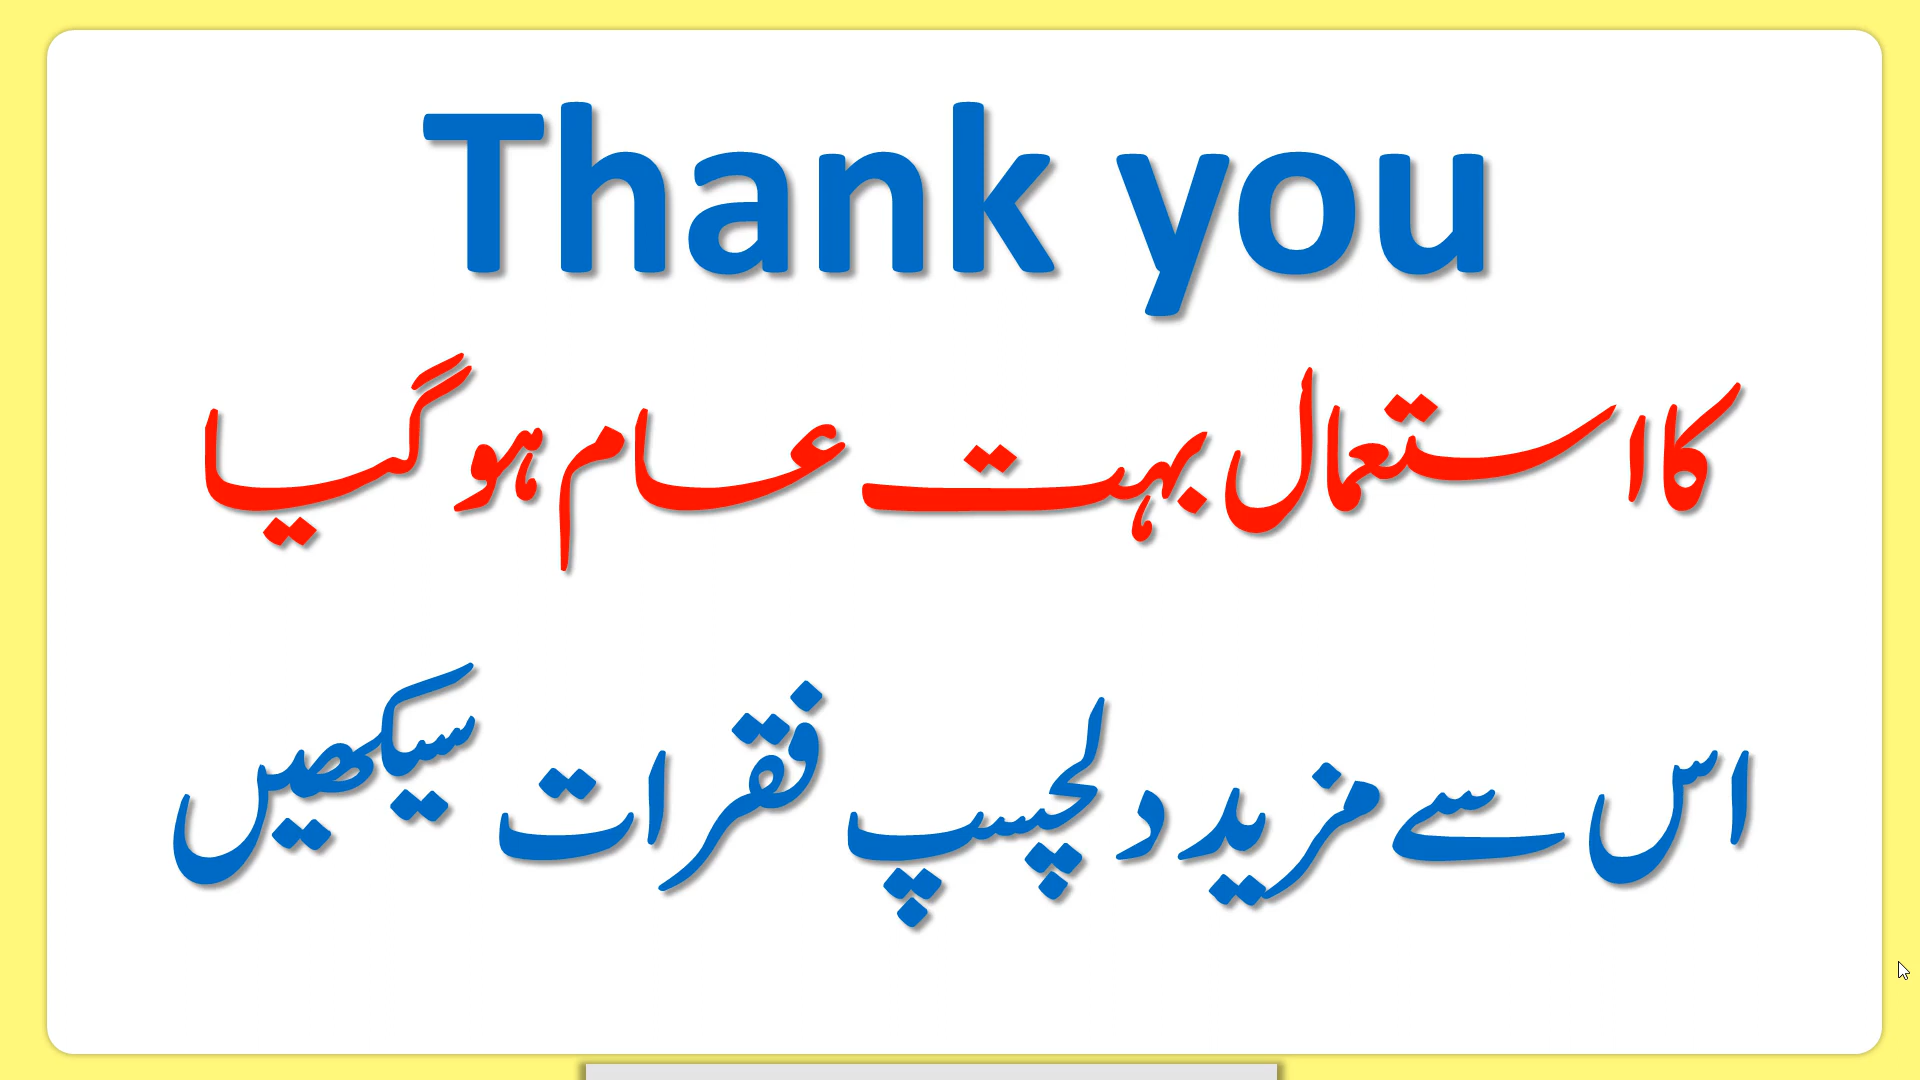 Thank you
کا استعمال بہت عام ہو گیا
اس سے مزید دلچسپ فقرات سیکھیں